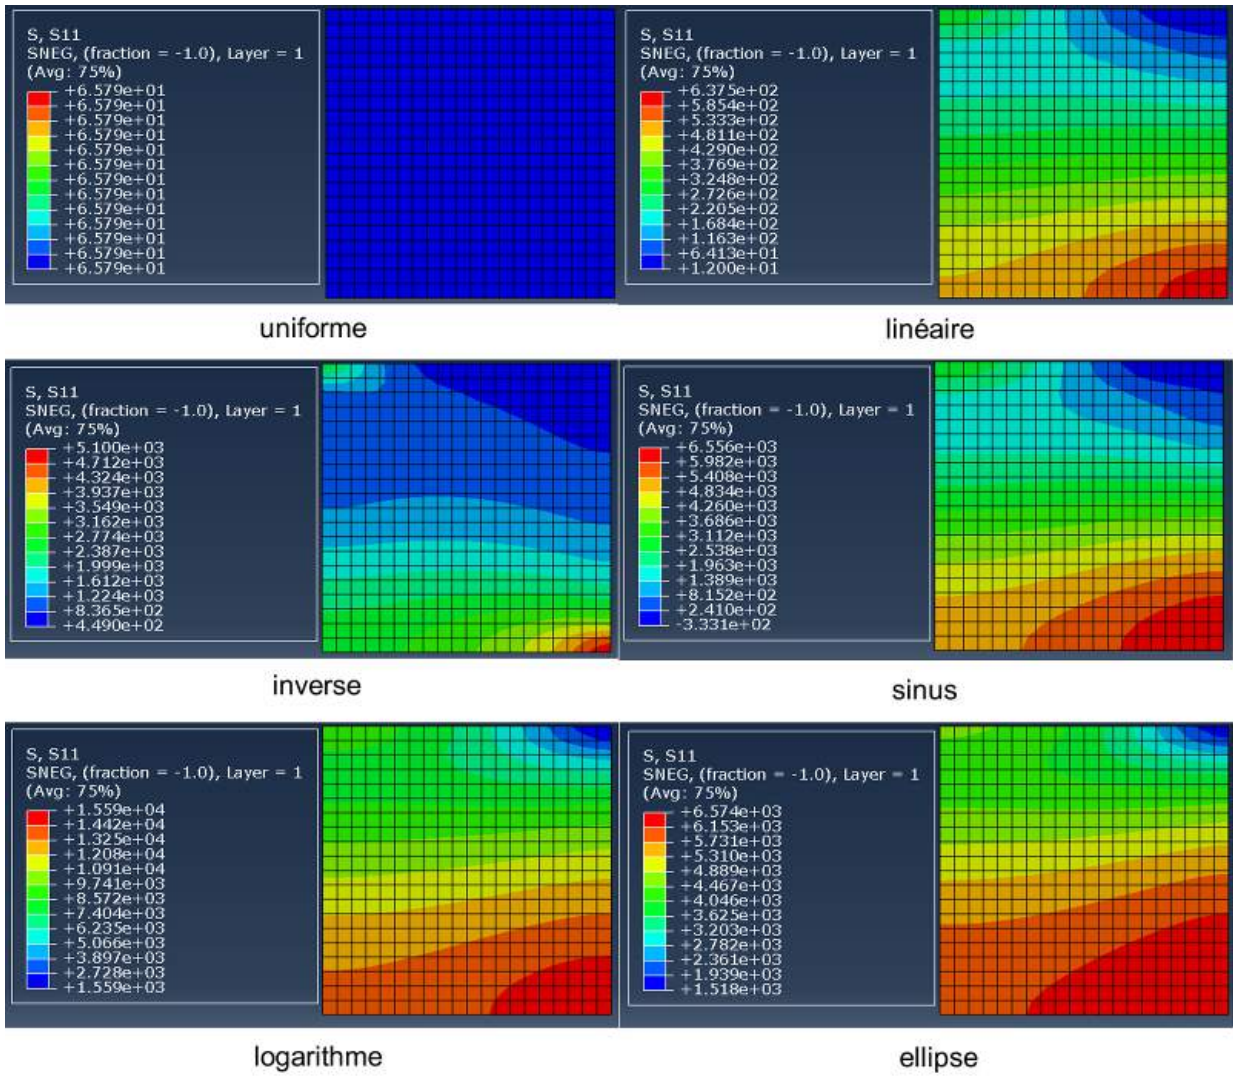 S, S11
SNEG, (fraction = -1.0), Layer = 1
(Avg: 75%)
+6.579e+01
+6.579e+01
+6.579e+01
+6.579e+01
+6.579e+01
+6.579e+01
+6.579e+01
+6.579e+01
+6.579e+01
+6.579e+01
+6.579e+01
+6.579e+01
+6.579e+01
uniforme
S, S11
SNEG, (fraction = -1.0), Layer = 1
(Avg: 75%)
+6.375e+02
+5.854e+02
+5.333e+02
+4.811e+02
+4.290e+02
+3.769e+02
+3.248e+02
+2.726e+02
+2.205e+02
+1.684e+02
+1.163e+02
+6.413e+01
+1.200e+01
linéaire
S, S11
SNEG, (fraction = -1.0), Layer = 1
(Avg: 75%)
+5.100e+03
+4.712e+03
+4.324e+03
+3.937e+03
+3.549e+03
+3.162e+03
+2.774e+03
+2.387e+03
+1.999e+03
+1.612e+03
+1.224e+03
+8.365e+02
+4.490e+02
inverse
S, S11
SNEG, (fraction = -1.0), Layer = 1
(Avg: 75%)
+6.556e+03
+5.982e+03
+5.408e+03
+4.834e+03
+4.260e+03
+3.686e+03
+3.112e+03
+2.538e+03
+1.963e+03
+1.389e+03
+8.152e+02
+2.410e+02
-3.331e+02
sinus
S, S11
SNEG, (fraction = -1.0), Layer = 1
(Avg: 75%)
+1.559e+04
+1.442e+04
+1.325e+04
+1.208e+04
+1.091e+04
+9.741e+03
+8.572e+03
+7.404e+03
+6.235e+03
+5.066e+03
+3.897e+03
+2.728e+03
+1.559e+03
logarithme
S, S11
SNEG, (fraction = -1.0), Layer = 1
(Avg: 75%)
+6.574e+03
+6.153e+03
+5.731e+03
+5.310e+03
+4.889e+03
+4.467e+03
+4.046e+03
+3.625e+03
+3.203e+03
+2.782e+03
+2.361e+03
+1.939e+03
+1.518e+03
ellipse